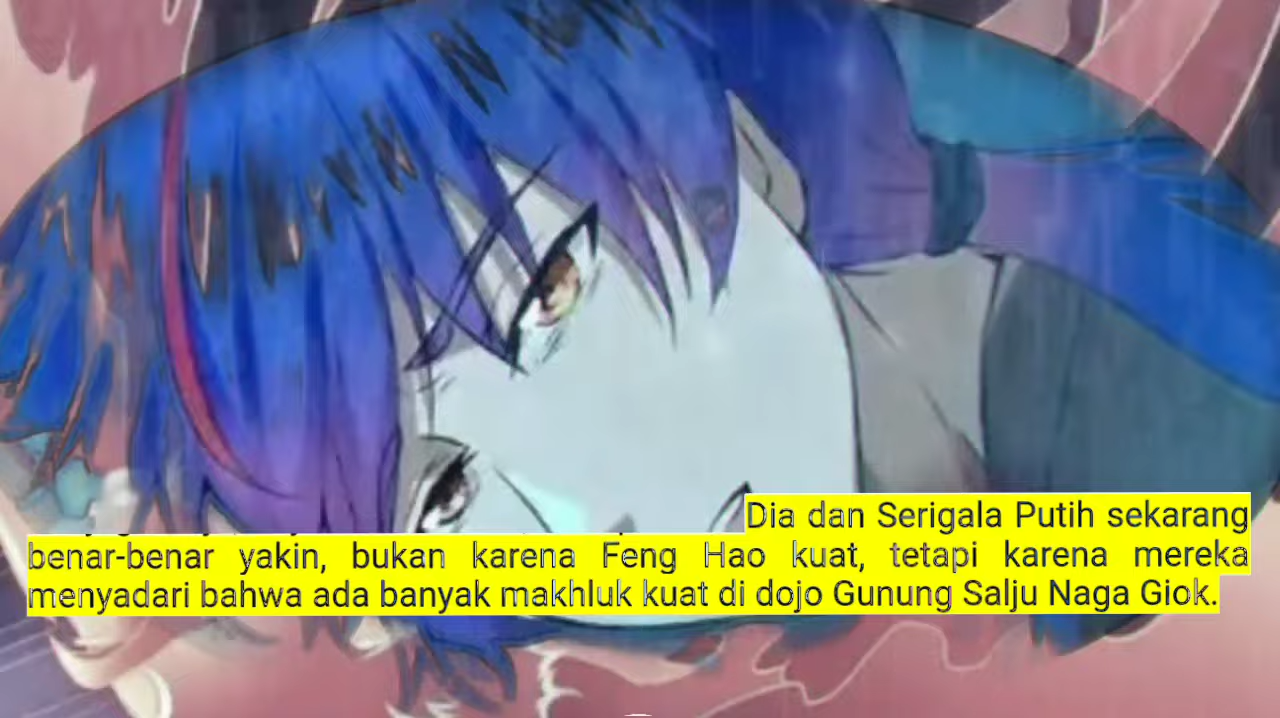 Dia dan Serigala Putih sekarang
benar-benar yakin, bukan karena Feng Hao kuat, tetapi karena mereka
menyadari bahwa ada banyak makhluk kuat di dojo Gunung Salju Naga Giok.